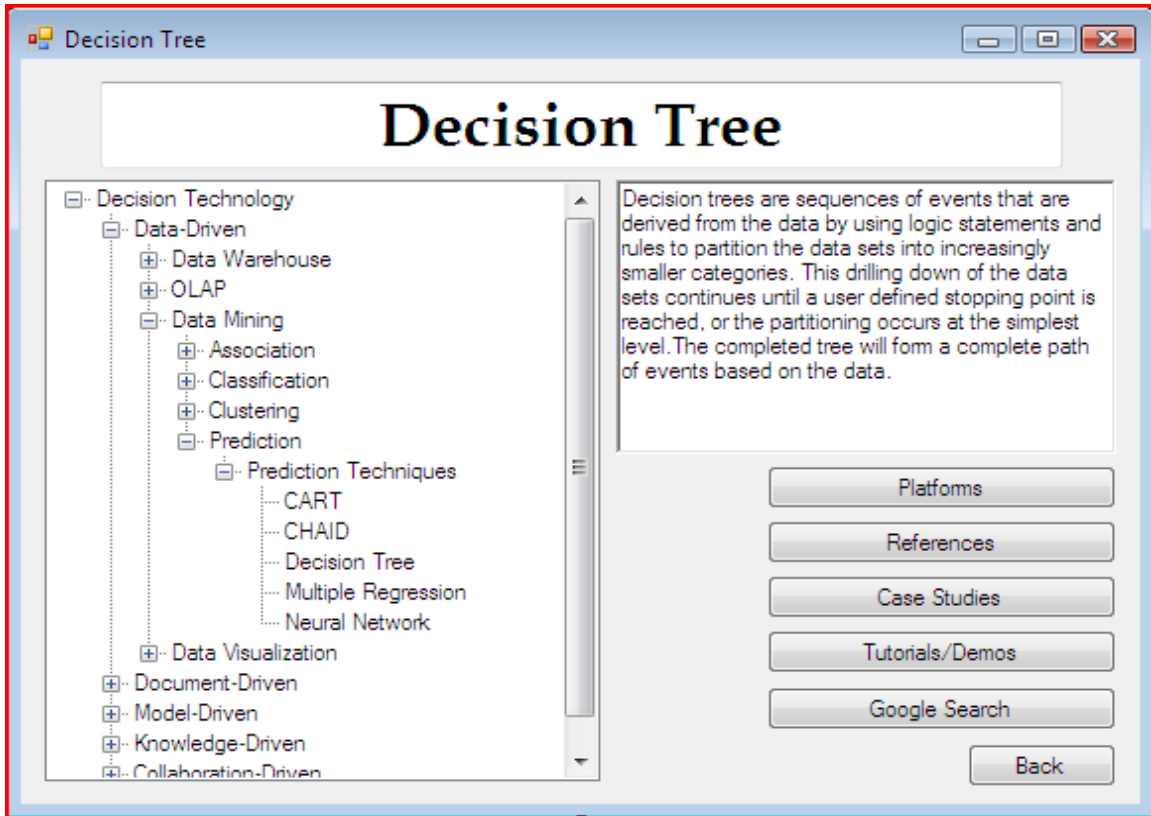 Decision Tree
Decision Tree
Decision Technology
Data-Driven
Data Warehouse
OLAP
Data Mining
Association
Classification
Clustering
Prediction
Prediction Techniques
CART
CHAID
Decision Tree
Multiple Regression
Neural Network
Data Visualization
Document-Driven
Model-Driven
Knowledge-Driven
Collaboration-Driven
Decision trees are sequences of events that are
derived from the data by using logic statements and
rules to partition the data sets into increasingly
smaller categories. This drilling down of the data
sets continues until a user defined stopping point is
reached, or the partitioning occurs at the simplest
level.The completed tree will form a complete path
of events based on the data.
Platforms
References
Case Studies
Tutorials/Demos
Google Search
Back